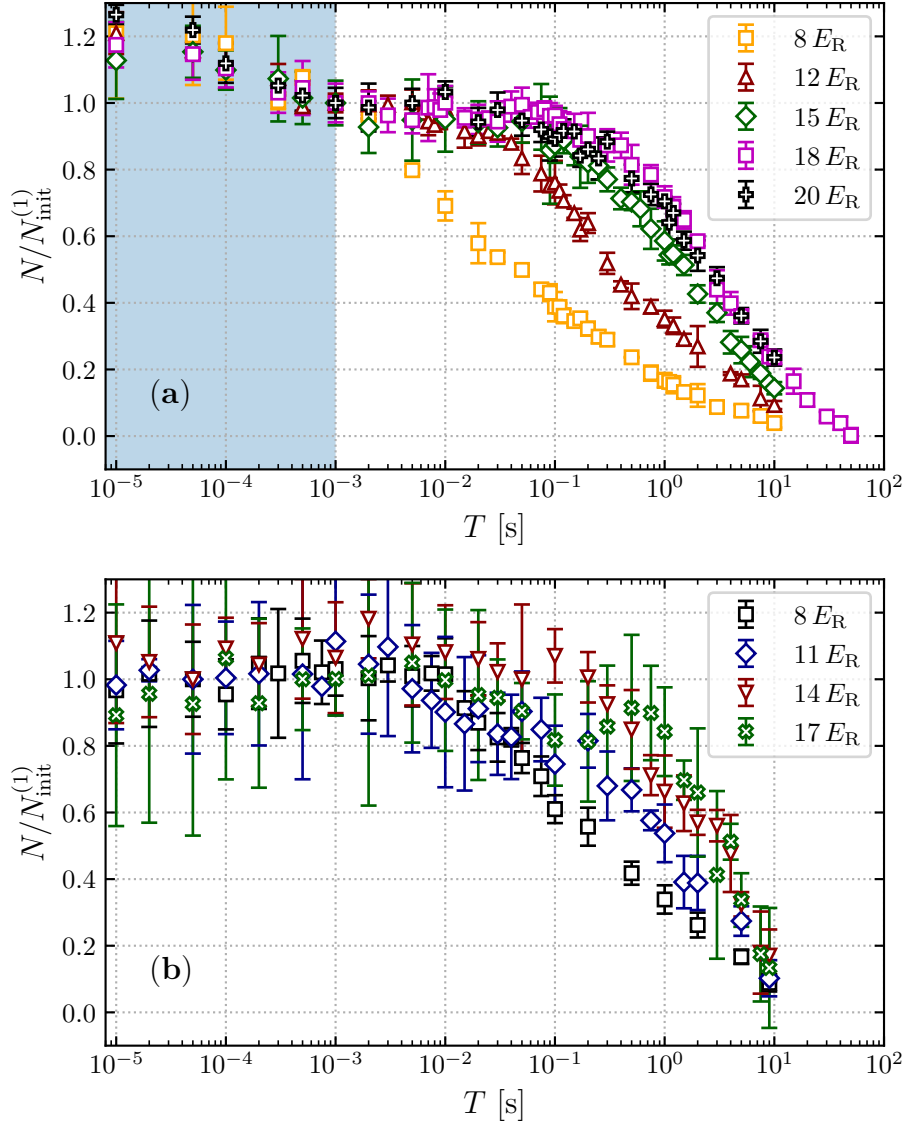 1.2
1.0
0.8
0.6
0.4
0.2
0.0
N/N_init^(1)
(a)
8 E_R
12 E_R
15 E_R
18 E_R
20 E_R
10^−5 10^−4 10^−3 10^−2 10^−1 10^0 10^1 10^2
T [s]
1.2
1.0
0.8
0.6
0.4
0.2
0.0
N/N_init^(1)
(b)
8 E_R
11 E_R
14 E_R
17 E_R
10^−5 10^−4 10^−3 10^−2 10^−1 10^0 10^1 10^2
T [s]